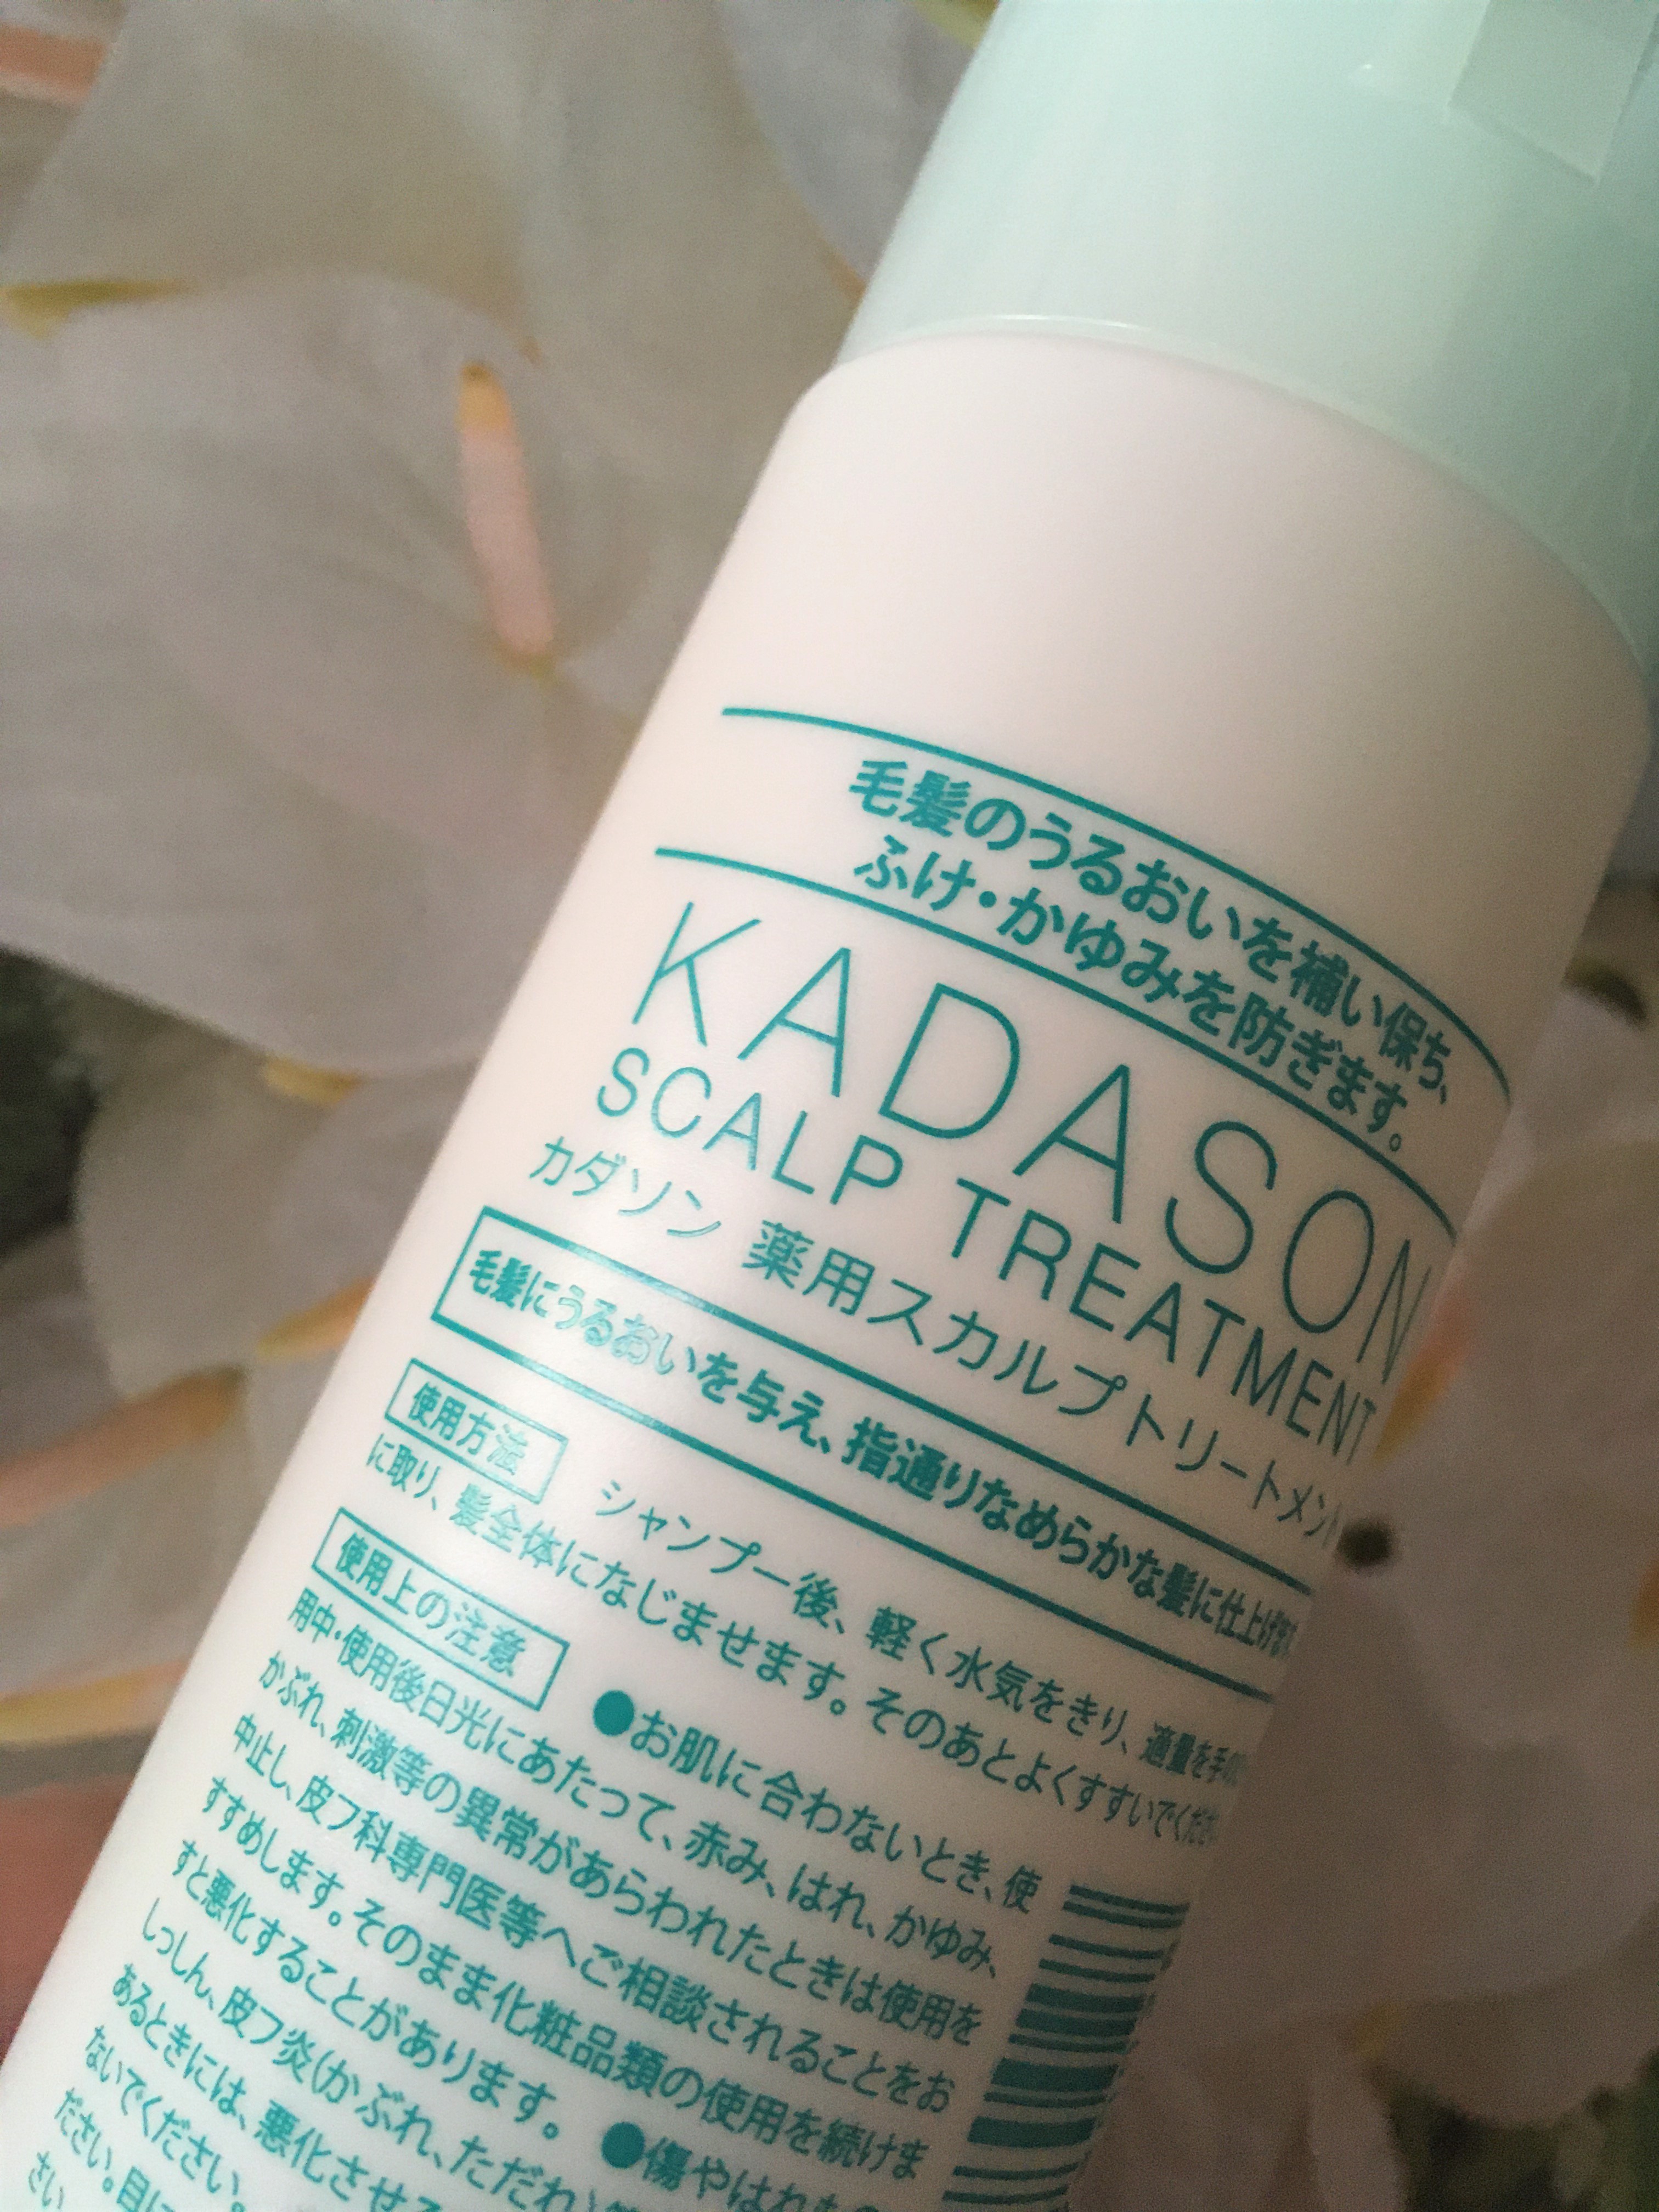 毛髪のうるおいを補い保ち、
ふけ・かゆみを防ぎます。
KADASON
SCALP TREATMENT
カダソン 薬用スカルプトリートメント
毛髪にうるおいを与え、指通りなめらかな髪に仕上げ
使用方法 シャンプー後、軽く水気をきり、適量を手の
に取り、髪全体になじませます。そのあとよくすすいでくださ
使用上の注意 ●お肌に合わないとき、使
用中・使用後日光にあたって、赤み、はれ、かゆみ、
かぶれ、刺激等の異常があらわれたときは使用を
中止し、皮フ科専門医等へご相談されることをお
すすめします。そのまま化粧品類の使用を続けま
すと悪化することがあります。 ●傷やはれもの
しっしん、皮フ炎(かぶれ、ただれ)
あるときには、悪化させる
ないでください。
ださい。目に
さい